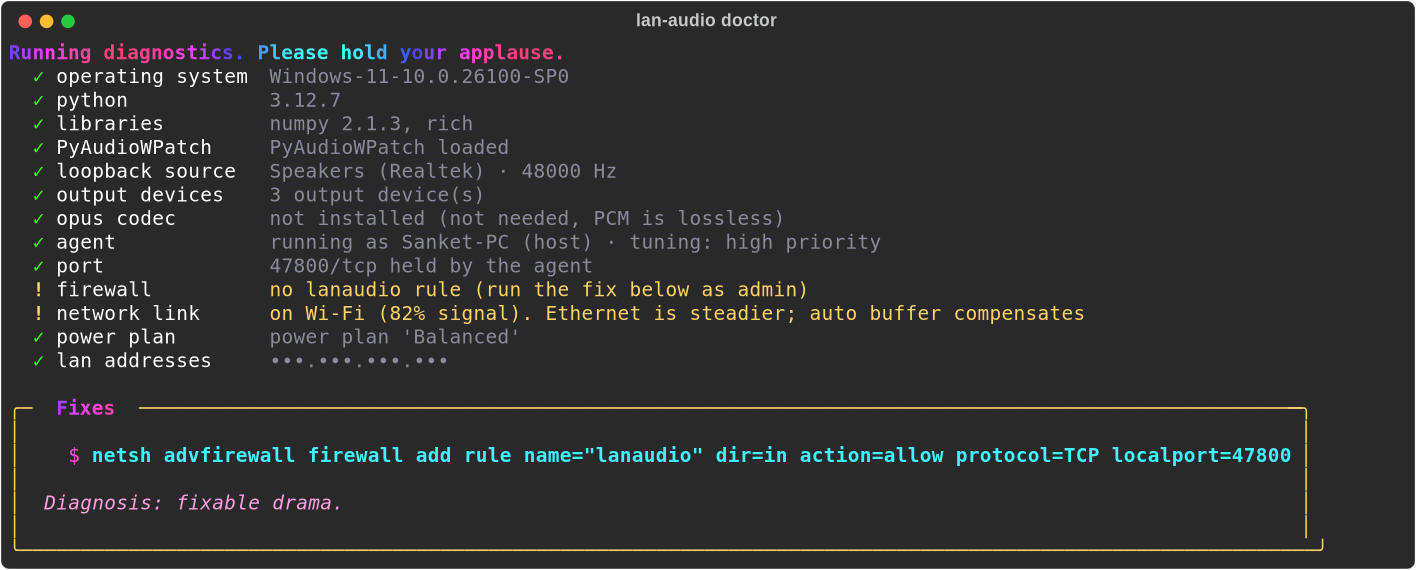 lan-audio doctor
Running diagnostics. Please hold your applause.
✓ operating system Windows-11-10.0.26100-SP0
✓ python 3.12.7
✓ libraries numpy 2.1.3, rich
✓ PyAudioWPatch PyAudioWPatch loaded
✓ loopback source Speakers (Realtek) · 48000 Hz
✓ output devices 3 output device(s)
✓ opus codec not installed (not needed, PCM is lossless)
✓ agent running as Sanket-PC (host) · tuning: high priority
✓ port 47800/tcp held by the agent
! firewall no lanaudio rule (run the fix below as admin)
! network link on Wi-Fi (82% signal). Ethernet is steadier; auto buffer compensates
✓ power plan power plan 'Balanced'
✓ lan addresses •••.•••.•••.•••
Fixes
$ netsh advfirewall firewall add rule name="lanaudio" dir=in action=allow protocol=TCP localport=47800
Diagnosis: fixable drama.